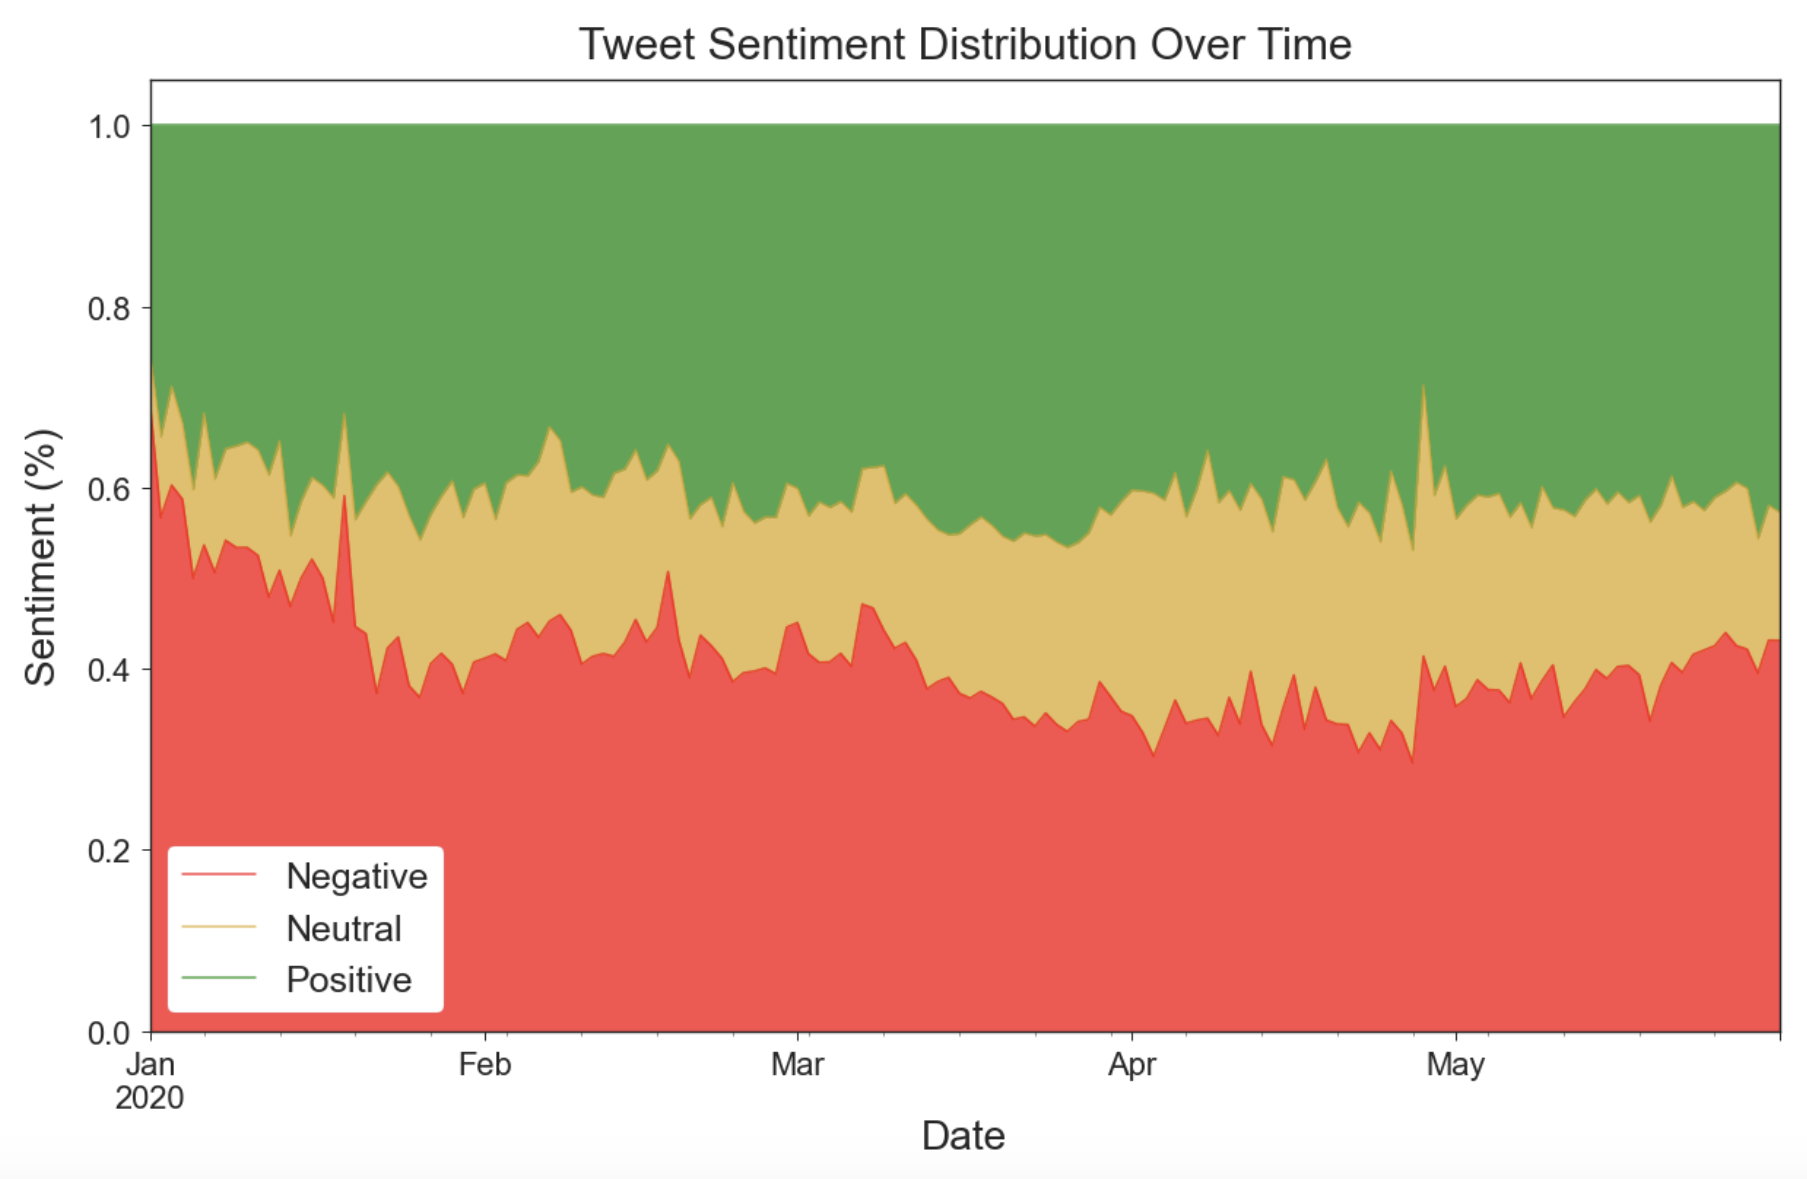 Tweet Sentiment Distribution Over Time
1.0
0.8
0.6
0.4
0.2
0.0
Sentiment (%)
Negative
Neutral
Positive
Jan Feb Mar Apr May
2020
Date